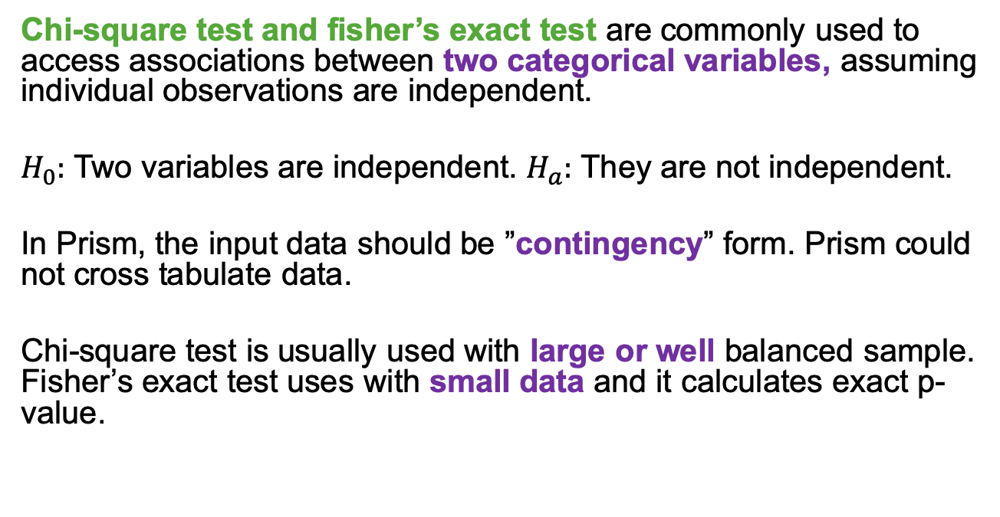 Chi-square test and fisher’s exact test are commonly used to
access associations between two categorical variables, assuming
individual observations are independent.
H₀: Two variables are independent. Hₐ: They are not independent.
In Prism, the input data should be ”contingency” form. Prism could
not cross tabulate data.
Chi-square test is usually used with large or well balanced sample.
Fisher’s exact test uses with small data and it calculates exact p-
value.